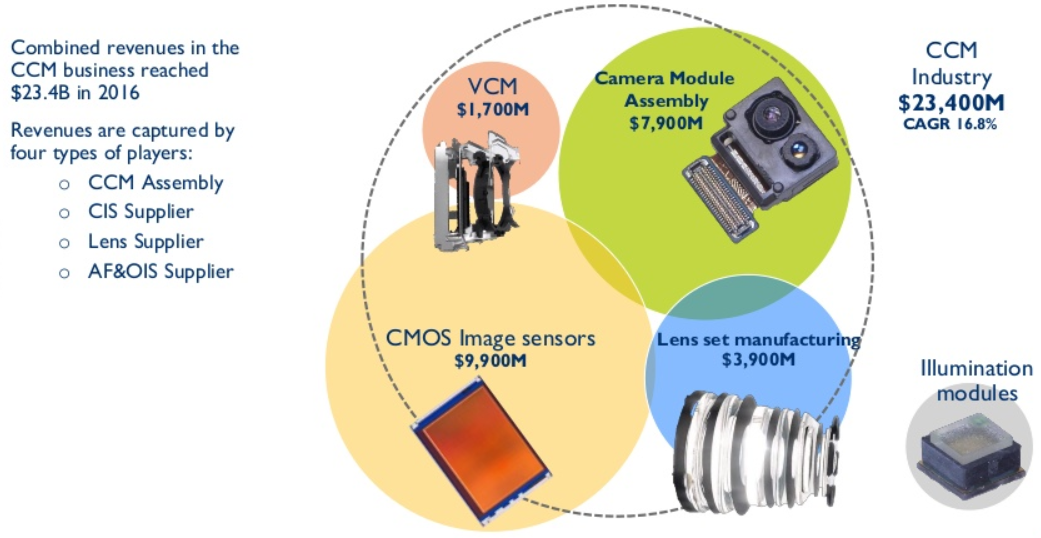 Combined revenues in the
CCM business reached
$23.4B in 2016
Revenues are captured by
four types of players:
o CCM Assembly
o CIS Supplier
o Lens Supplier
o AF&OIS Supplier
VCM
$1,700M
Camera Module
Assembly
$7,900M
CCM
Industry
$23,400M
CAGR 16.8%
CMOS Image sensors
$9,900M
Lens set manufacturing
$3,900M
Illumination
modules